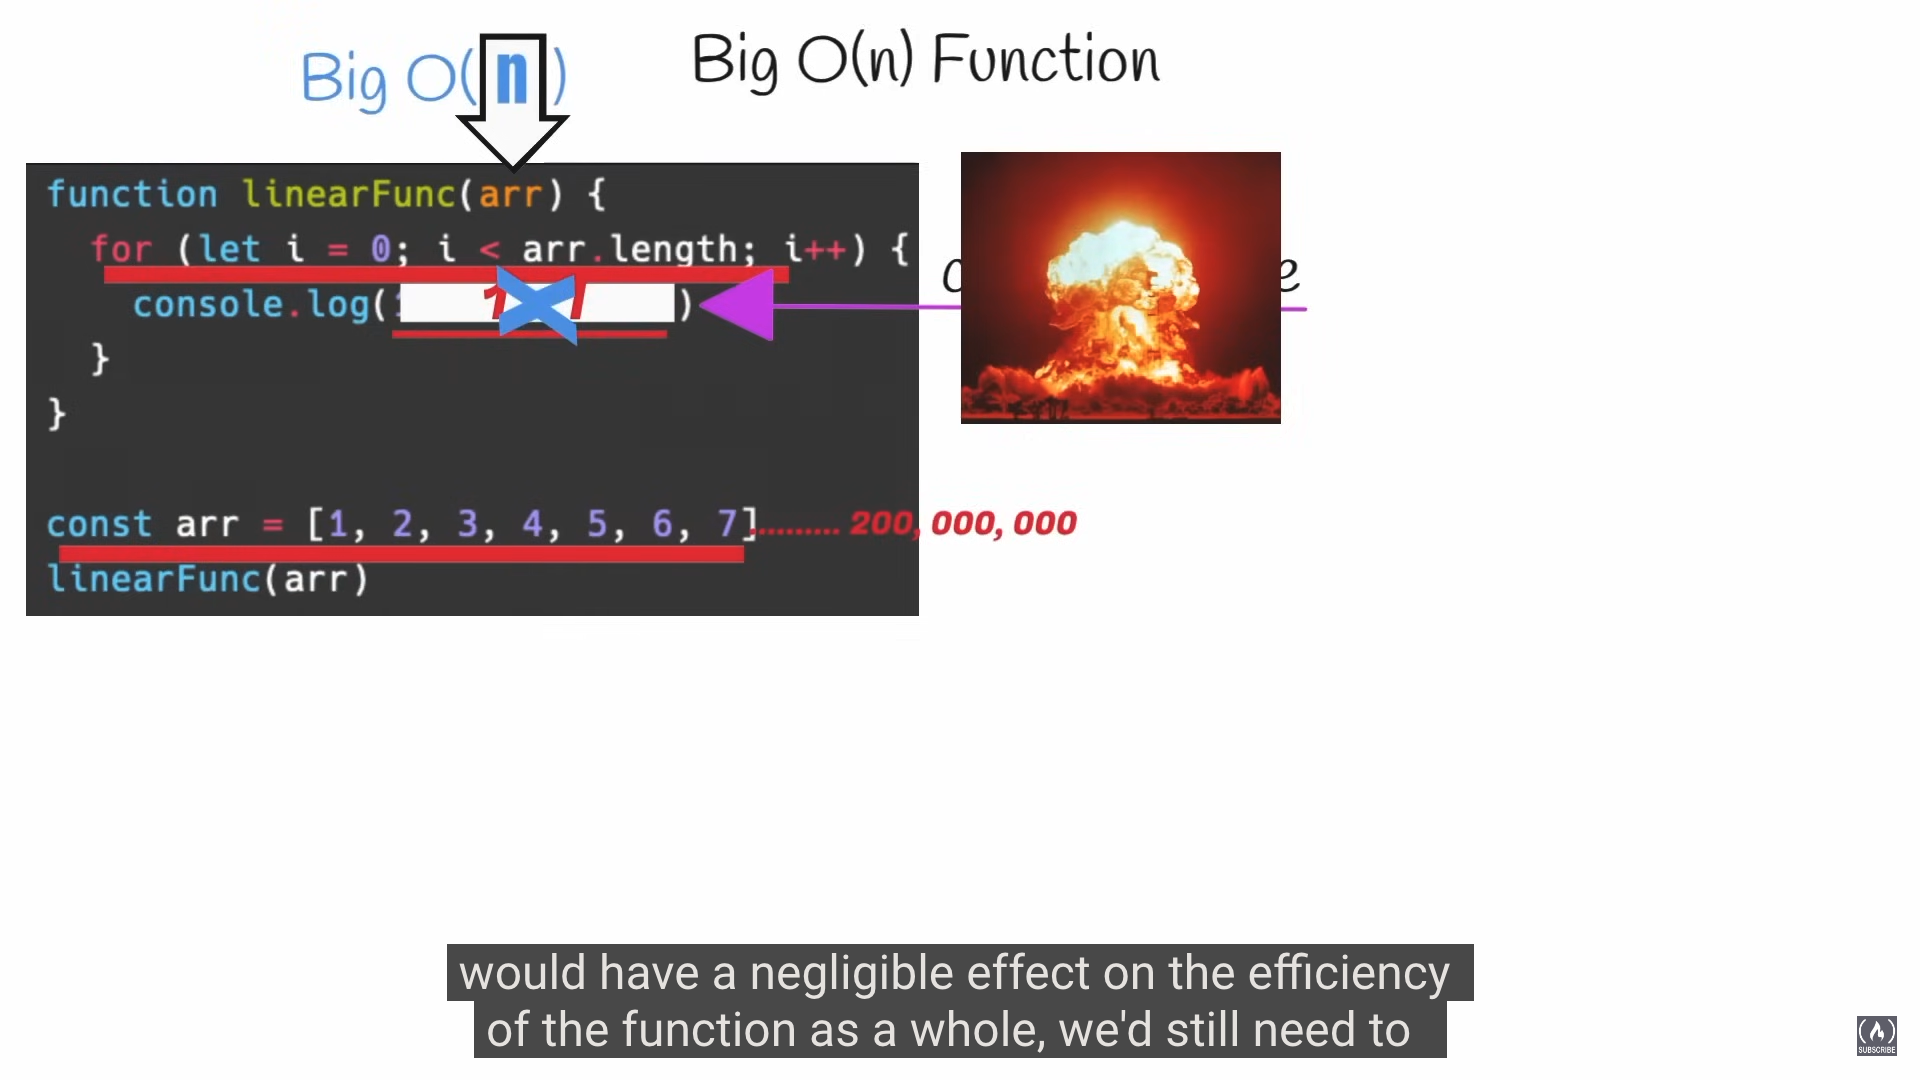 Big O(n)
Big O(n) Function
function linearFunc(arr) {
for (let i = 0; i < arr.length; i++) {
console.log( )
}
}
const arr = [1, 2, 3, 4, 5, 6, 7].......... 200, 000, 000
linearFunc(arr)
would have a negligible effect on the efficiency
of the function as a whole, we'd still need to
SUBSCRIBE